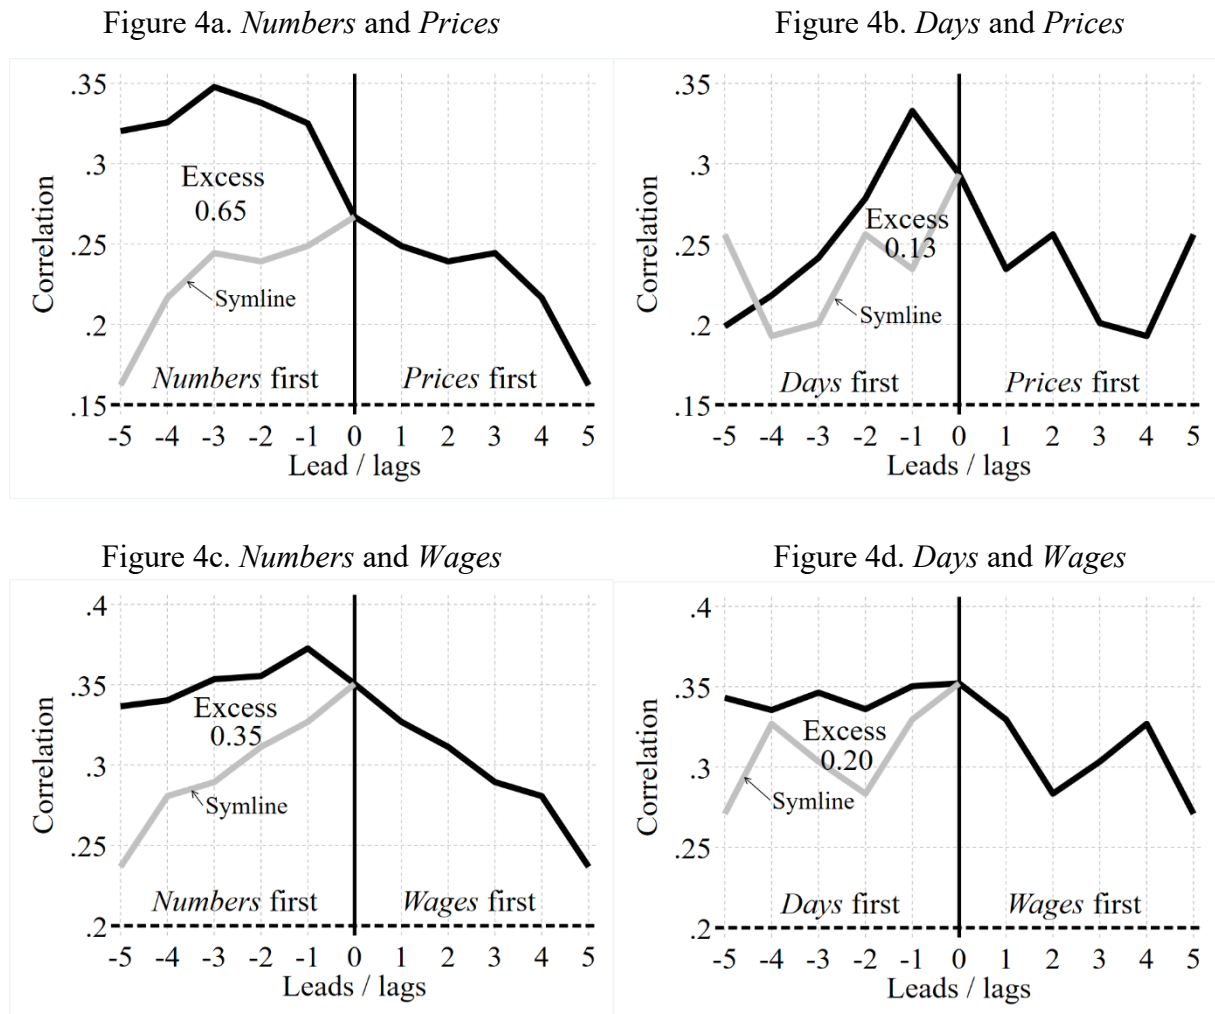 Figure 4a. Numbers and Prices
.35
.3
.25
.2
.15
Correlation
Excess
0.65
Symline
Numbers first
Prices first
-5 -4 -3 -2 -1 0 1 2 3 4 5
Lead / lags
Figure 4b. Days and Prices
.35
.3
.25
.2
.15
Correlation
Excess
0.13
Symline
Days first
Prices first
-5 -4 -3 -2 -1 0 1 2 3 4 5
Leads / lags
Figure 4c. Numbers and Wages
.4
.35
.3
.25
.2
Correlation
Excess
0.35
Symline
Numbers first
Wages first
-5 -4 -3 -2 -1 0 1 2 3 4 5
Leads / lags
Figure 4d. Days and Wages
.4
.35
.3
.25
.2
Correlation
Excess
0.20
Symline
Days first
Wages first
-5 -4 -3 -2 -1 0 1 2 3 4 5
Leads / lags